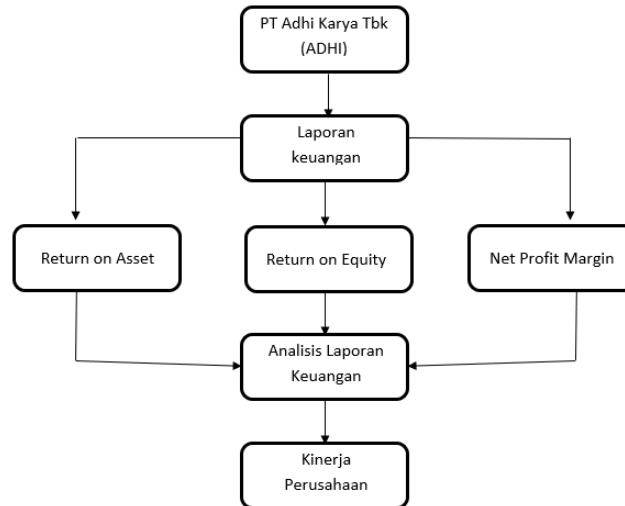 PT Adhi Karya Tbk
(ADHI)
Laporan
keuangan
Return on Asset
Return on Equity
Net Profit Margin
Analisis Laporan
Keuangan
Kinerja
Perusahaan